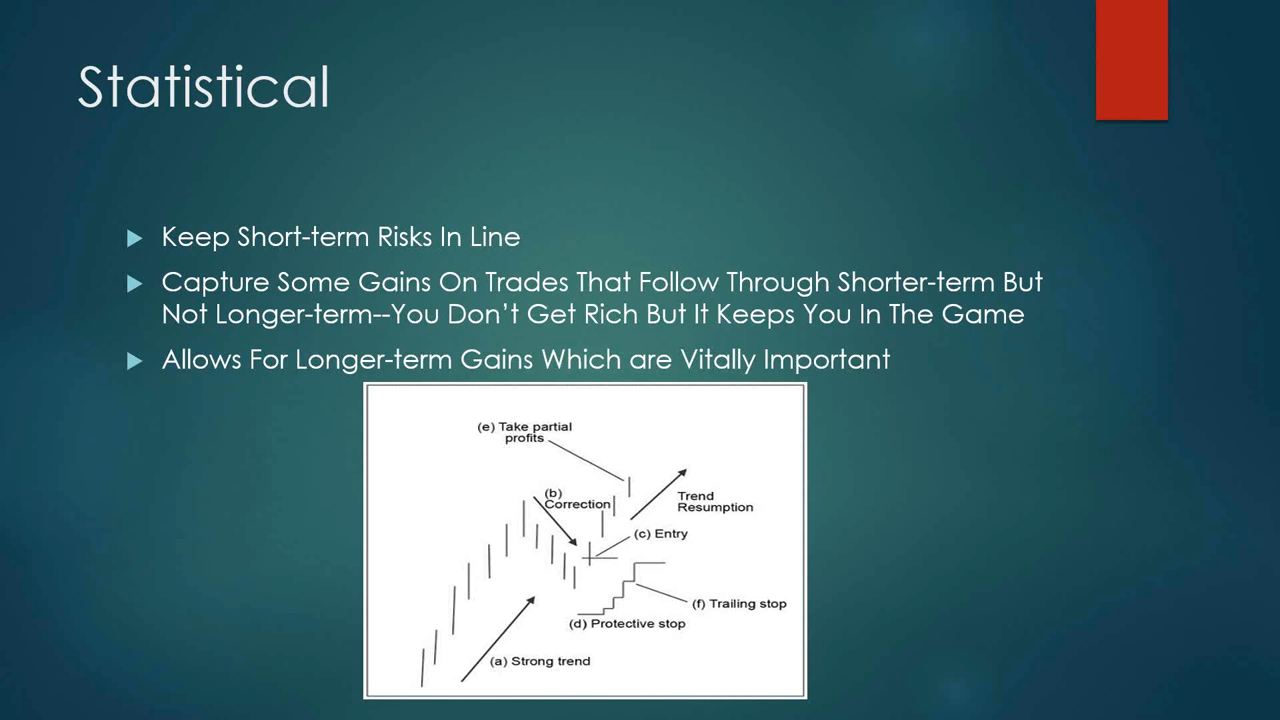 Statistical
Keep Short-term Risks In Line
Capture Some Gains On Trades That Follow Through Shorter-term But
Not Longer-term--You Don't Get Rich But It Keeps You In The Game
Allows For Longer-term Gains Which are Vitally Important
(e) Take partial
profits
(b)
Correction
Trend
Resumption
(c) Entry
(f) Trailing stop
(d) Protective stop
(a) Strong trend